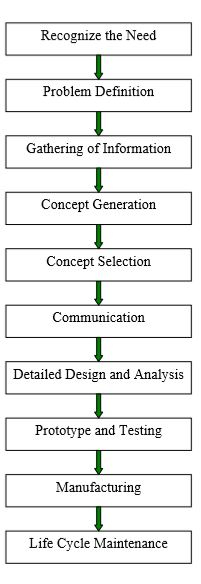 Recognize the Need
Problem Definition
Gathering of Information
Concept Generation
Concept Selection
Communication
Detailed Design and Analysis
Prototype and Testing
Manufacturing
Life Cycle Maintenance